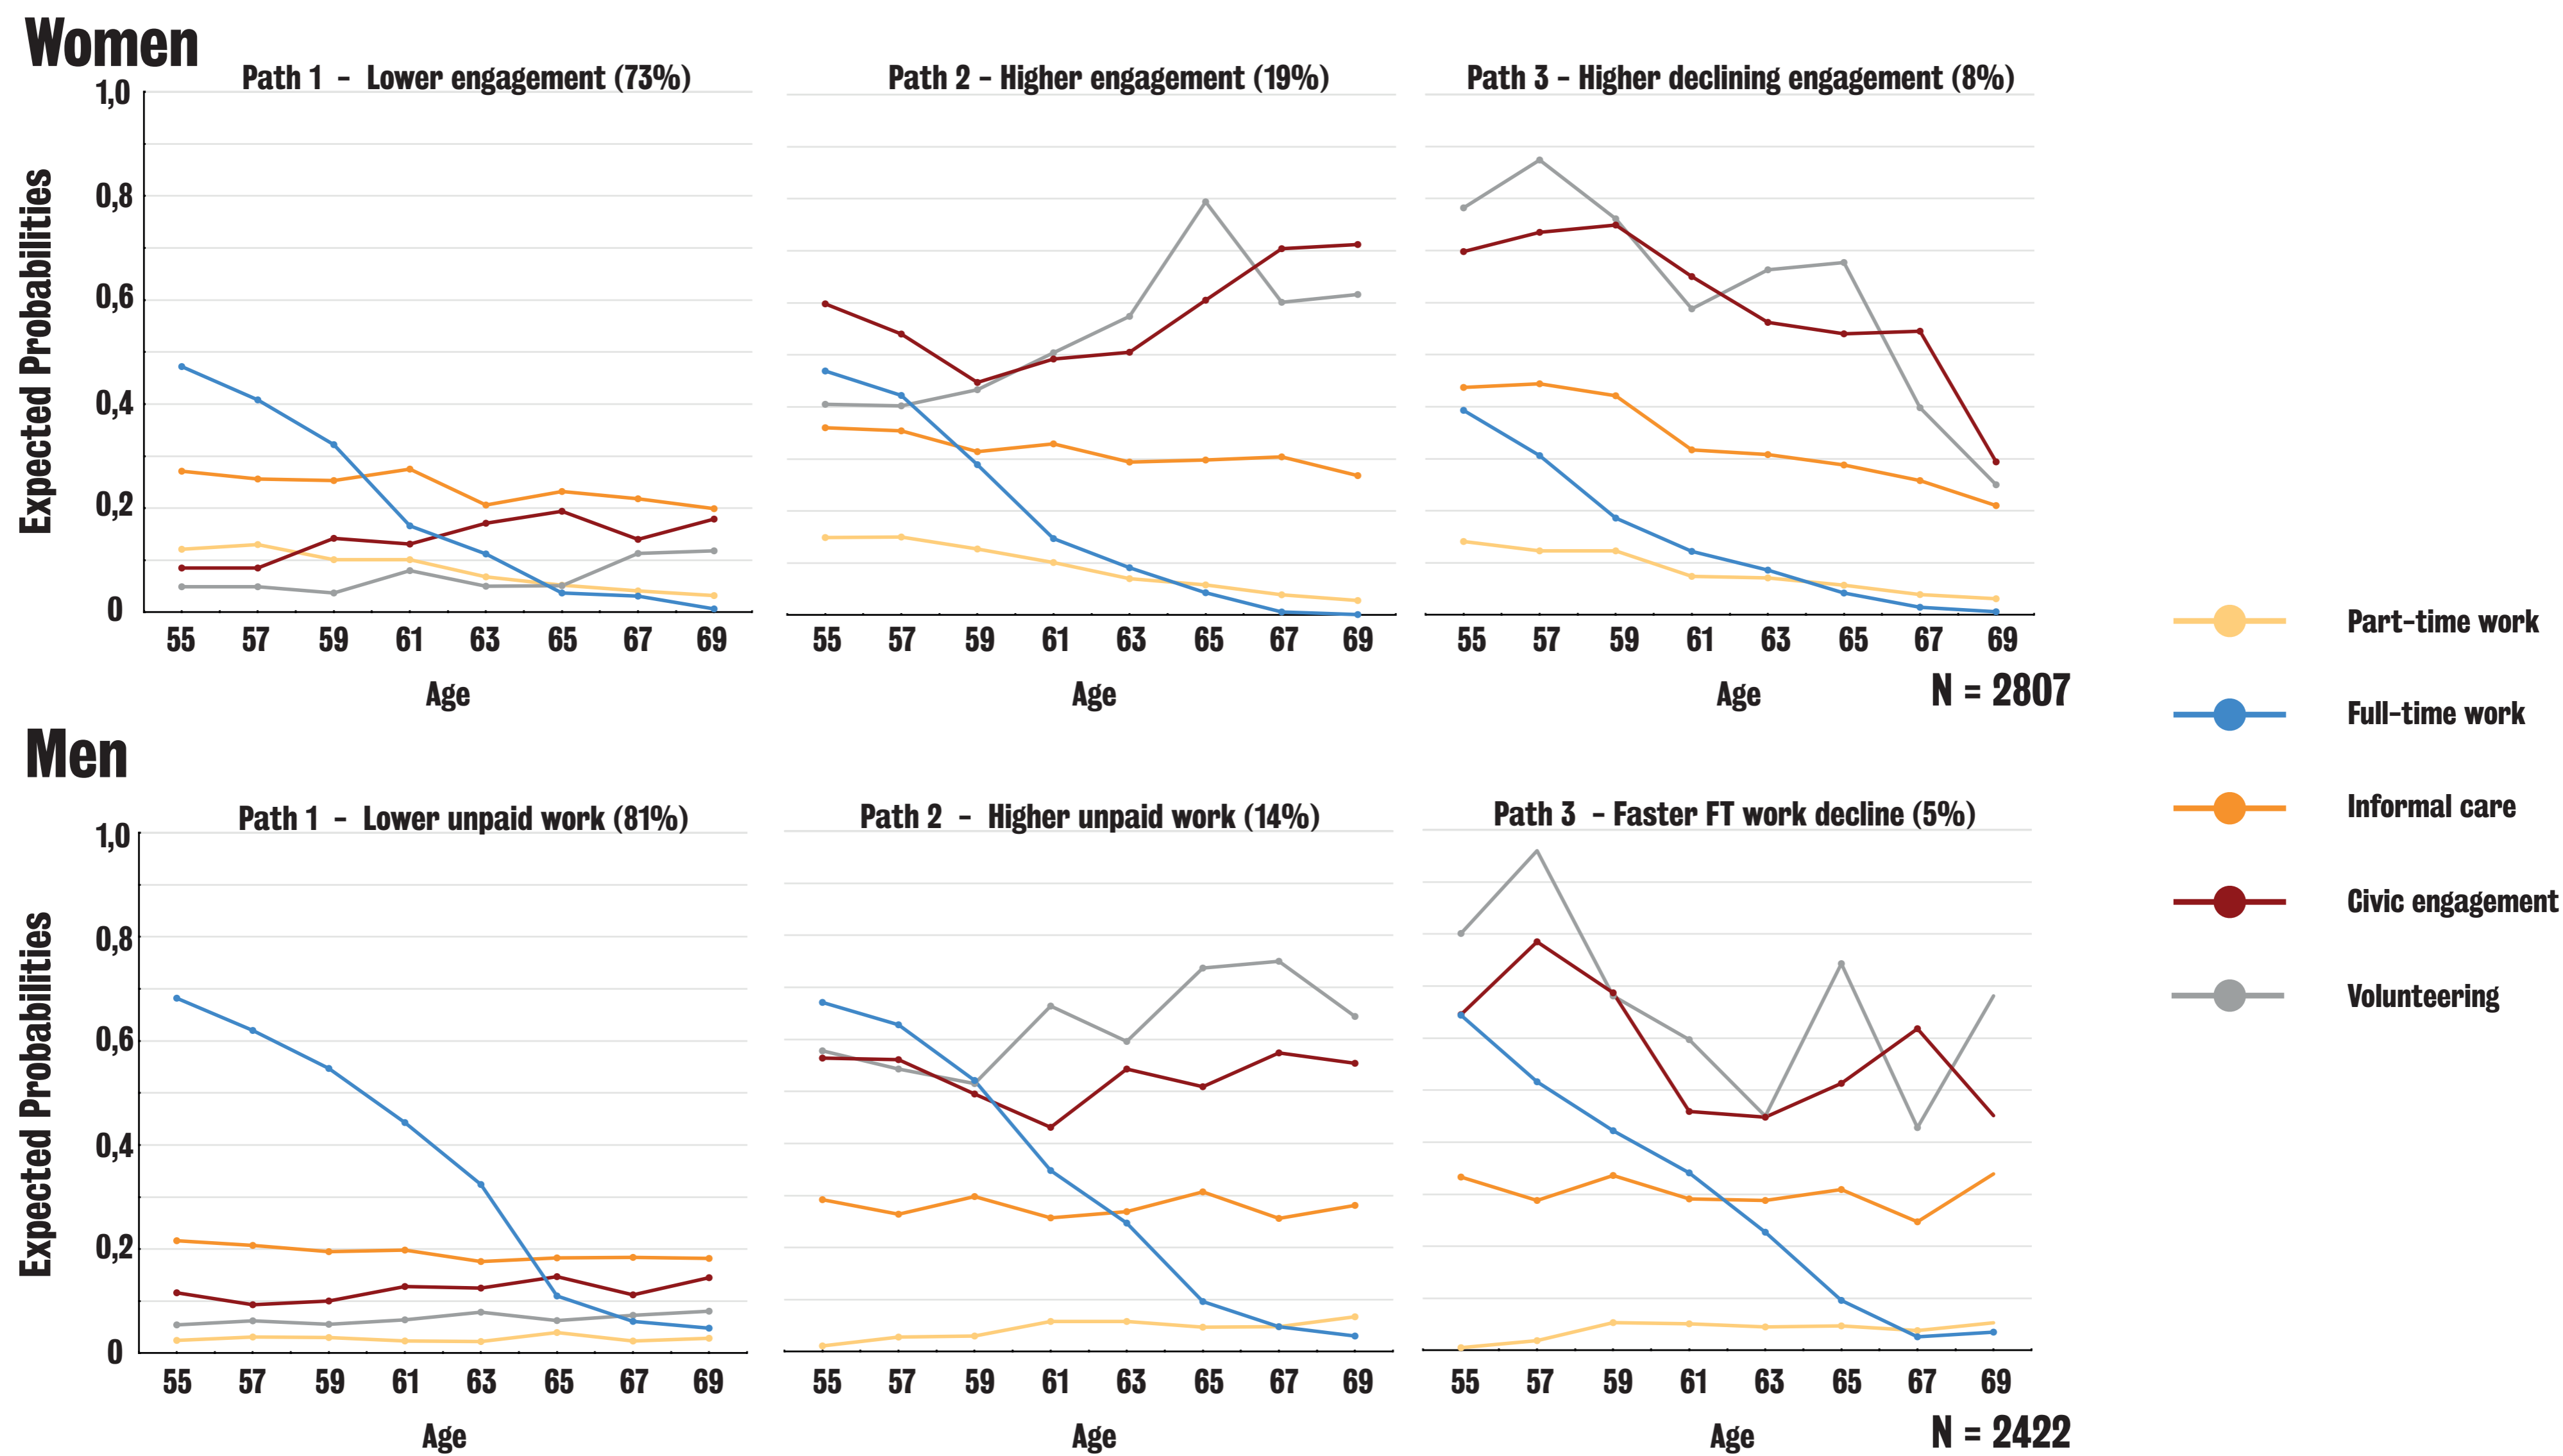 Women
Path 1 - Lower engagement (73%)
Path 2 - Higher engagement (19%)
Path 3 - Higher declining engagement (8%)
Expected Probabilities
1,0
0,8
0,6
0,4
0,2
0
55 57 59 61 63 65 67 69
55 57 59 61 63 65 67 69
55 57 59 61 63 65 67 69
Age
Age
Age
N = 2807
Men
Path 1 - Lower unpaid work (81%)
Path 2 - Higher unpaid work (14%)
Path 3 - Faster FT work decline (5%)
Expected Probabilities
1,0
0,8
0,6
0,4
0,2
0
55 57 59 61 63 65 67 69
55 57 59 61 63 65 67 69
55 57 59 61 63 65 67 69
Age
Age
Age
N = 2422
Part-time work
Full-time work
Informal care
Civic engagement
Volunteering